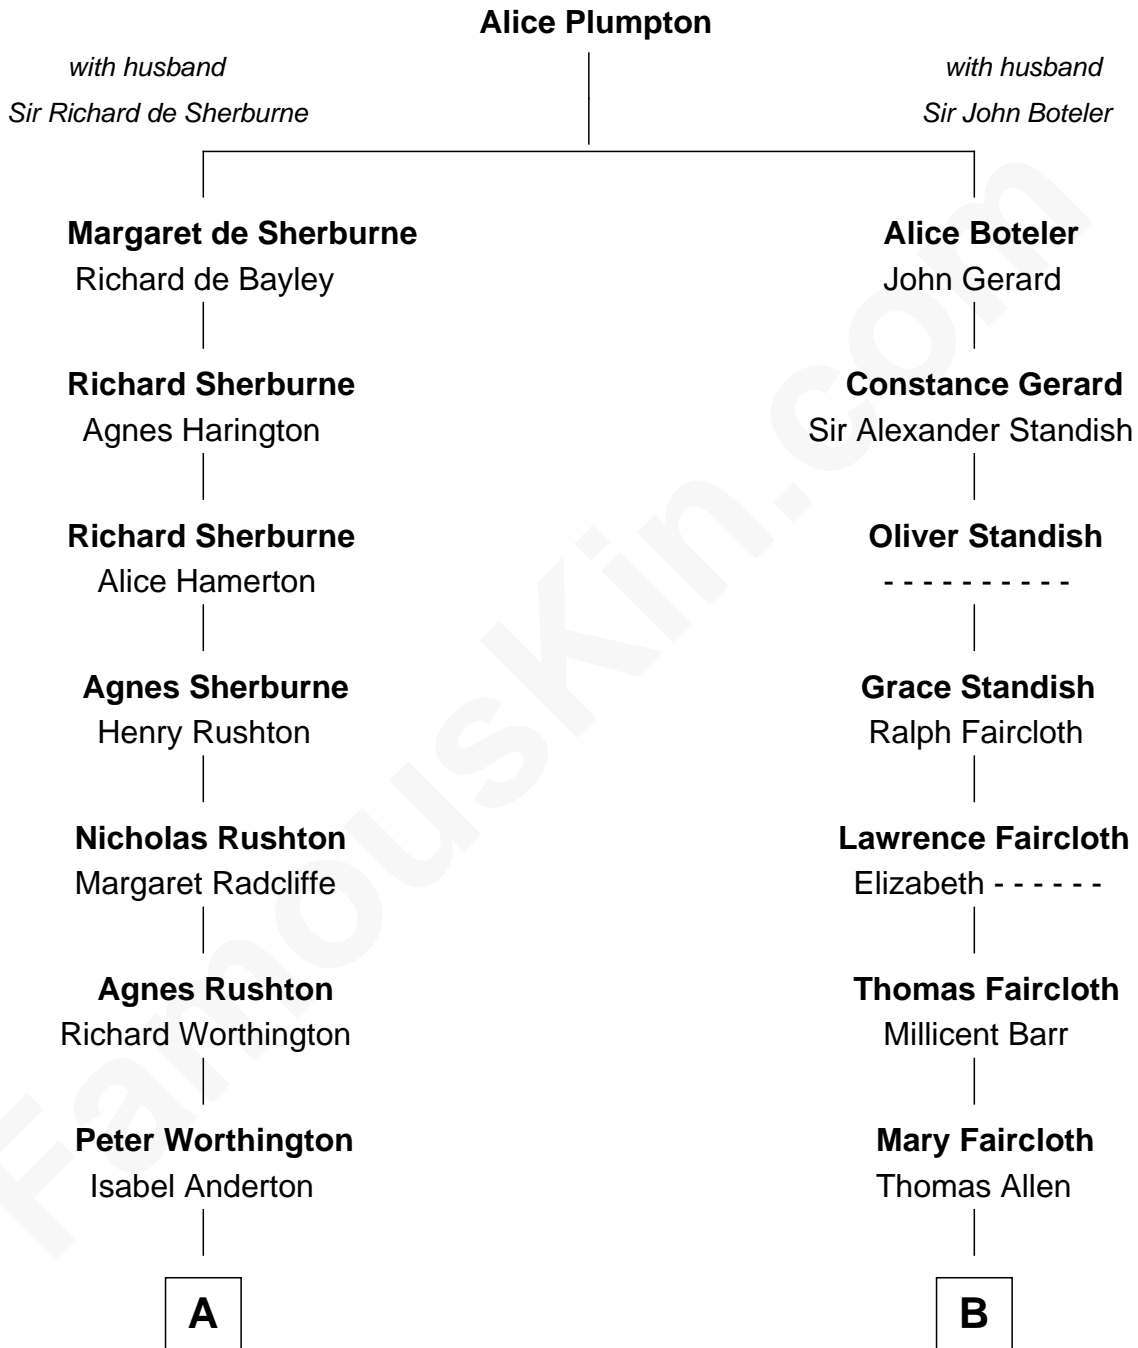 Alice Plumpton
with husband
Sir Richard de Sherburne
with husband
Sir John Boteler
Margaret de Sherburne
Richard de Bayley
Alice Boteler
John Gerard
Richard Sherburne
Agnes Harington
Constance Gerard
Sir Alexander Standish
Richard Sherburne
Alice Hamerton
Oliver Standish
- - - - - - - - - -
Agnes Sherburne
Henry Rushton
Grace Standish
Ralph Faircloth
Nicholas Rushton
Margaret Radcliffe
Lawrence Faircloth
Elizabeth - - - - - -
Agnes Rushton
Richard Worthington
Thomas Faircloth
Millicent Barr
Peter Worthington
Isabel Anderton
Mary Faircloth
Thomas Allen
A
B
FamousKin.com